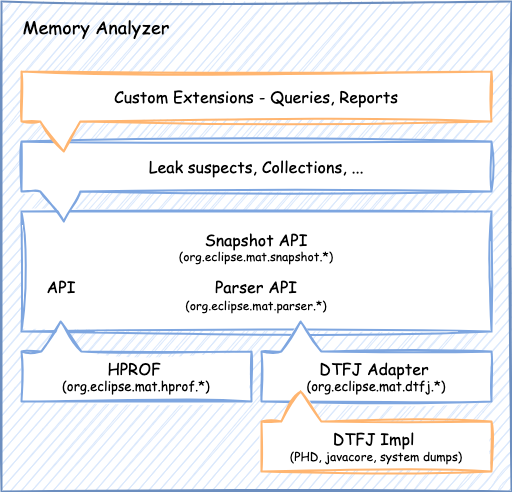 Memory Analyzer
Custom Extensions - Queries, Reports
Leak suspects, Collections, ...
Snapshot API
(org.eclipse.mat.snapshot.*)
API
Parser API
(org.eclipse.mat.parser.*)
HPROF
(org.eclipse.mat.hprof.*)
DTFJ Adapter
(org.eclipse.mat.dtfj.*)
DTFJ Impl
(PHD, javacore, system dumps)